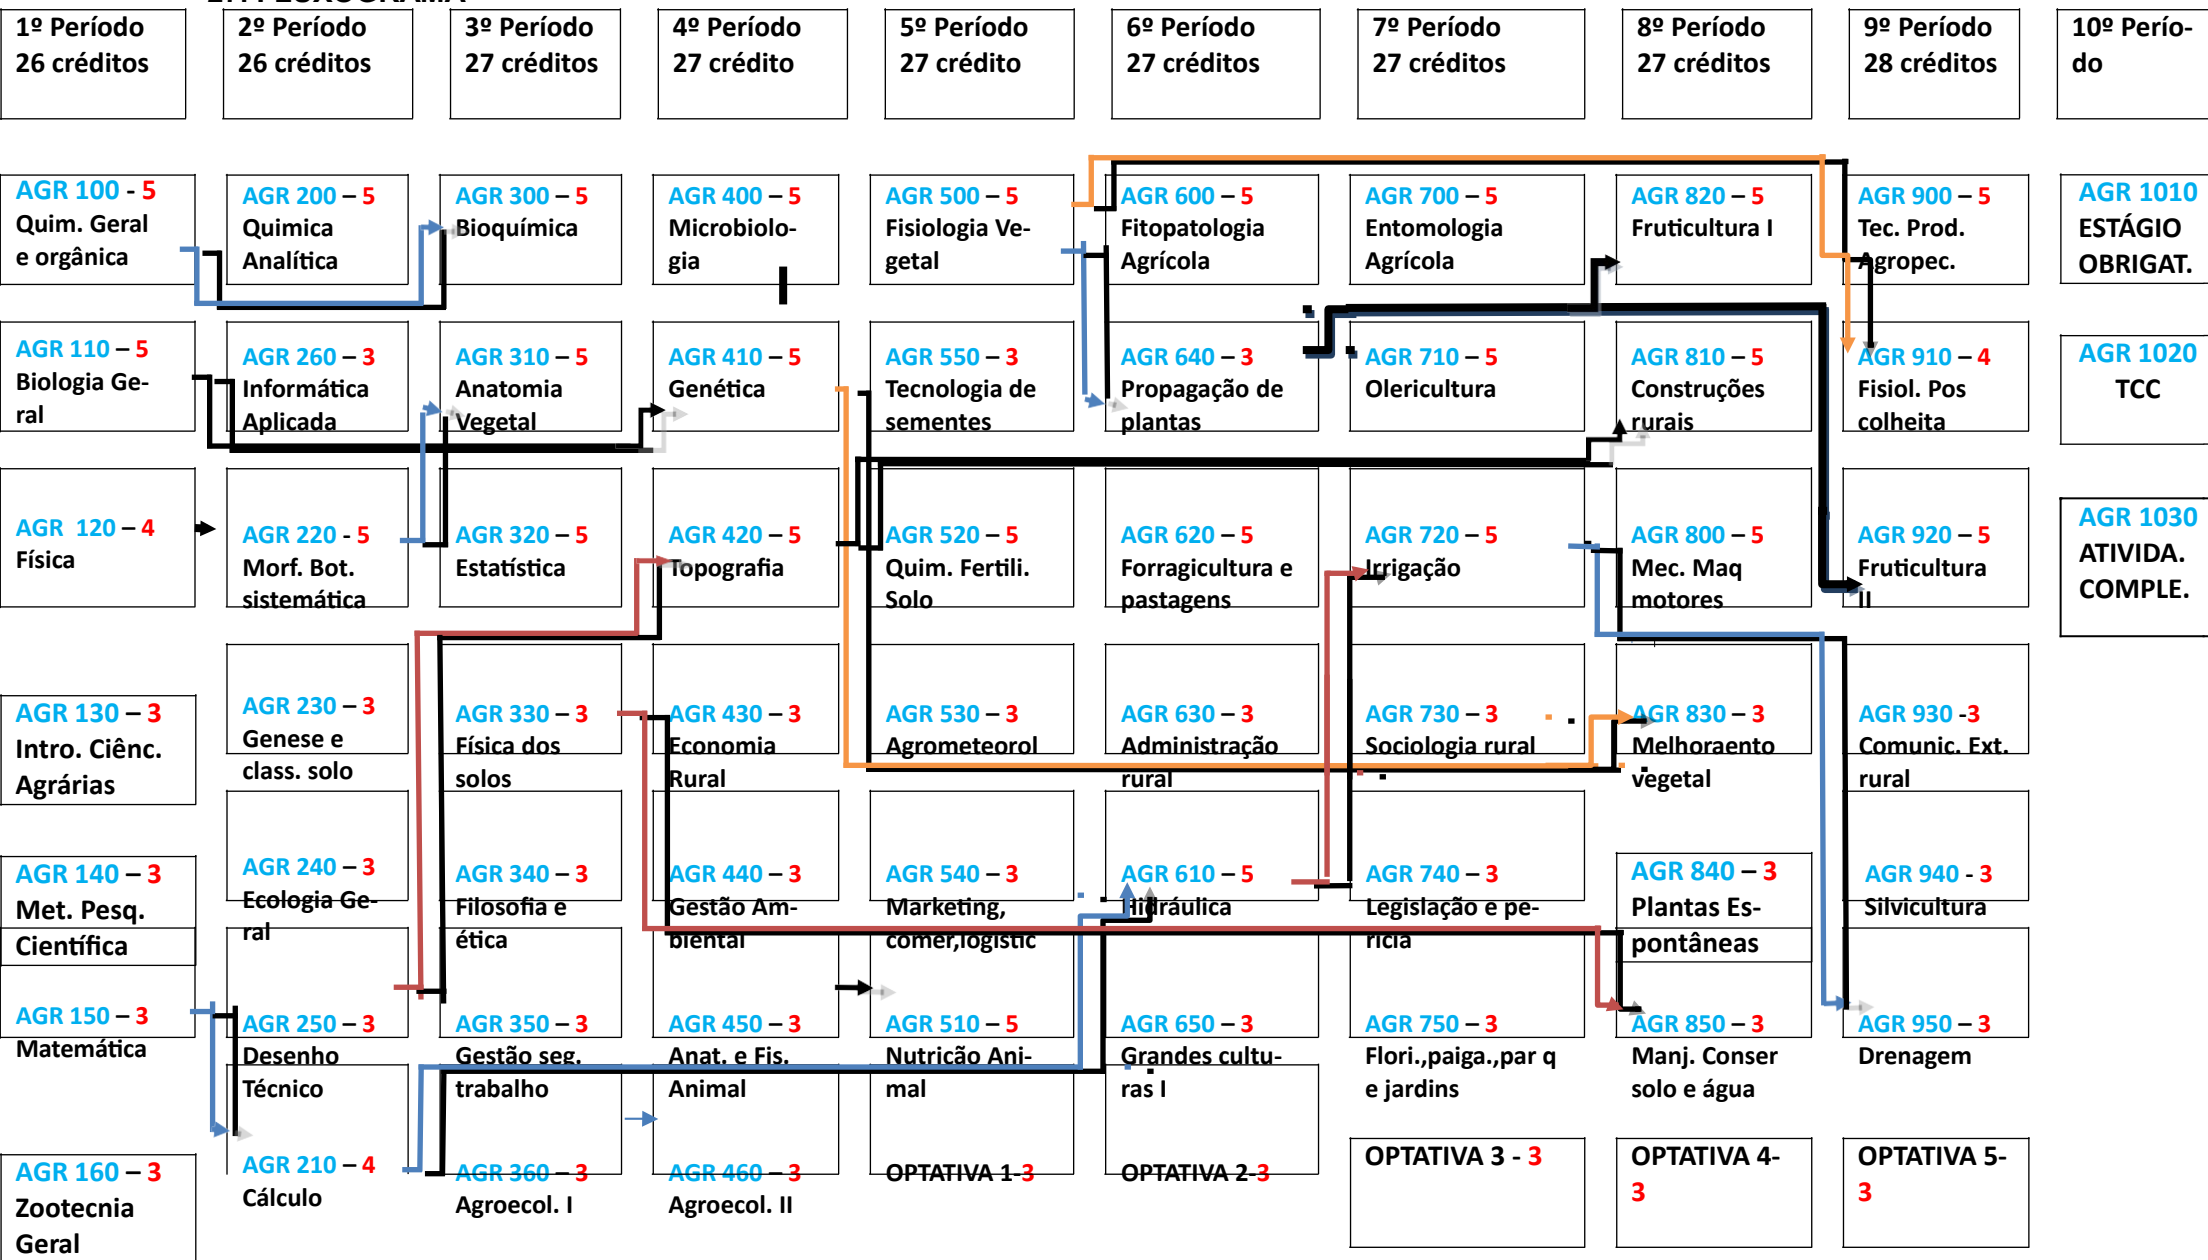 1º Período
26 créditos
2º Período
26 créditos
3º Período
27 créditos
4º Período
27 crédito
5º Período
27 crédito
6º Período
27 créditos
7º Período
27 créditos
8º Período
27 créditos
9º Período
28 créditos
10º Perío-
do
AGR 100 - 5
Quim. Geral
e orgânica
AGR 200 – 5
Quimica
Analítica
AGR 300 – 5
Bioquímica
AGR 400 – 5
Microbiolo-
gia
AGR 500 – 5
Fisiologia Ve-
getal
AGR 600 – 5
Fitopatologia
Agrícola
AGR 700 – 5
Entomologia
Agrícola
AGR 820 – 5
Fruticultura I
AGR 900 – 5
Tec. Prod.
Agropec.
AGR 1010
ESTÁGIO
OBRIGAT.
AGR 110 – 5
Biologia Ge-
ral
AGR 260 – 3
Informática
Aplicada
AGR 310 – 5
Anatomia
Vegetal
AGR 410 – 5
Genética
AGR 550 – 3
Tecnologia de
sementes
AGR 640 – 3
Propagação de
plantas
AGR 710 – 5
Olericultura
AGR 810 – 5
Construções
rurais
AGR 910 – 4
Fisiol. Pos
colheita
AGR 1020
TCC
AGR 120 – 4
Física
AGR 220 - 5
Morf. Bot.
sistemática
AGR 320 – 5
Estatística
AGR 420 – 5
Topografia
AGR 520 – 5
Quim. Fertili.
Solo
AGR 620 – 5
Forragicultura e
pastagens
AGR 720 – 5
Irrigação
AGR 800 – 5
Mec. Maq
motores
AGR 920 – 5
Fruticultura
II
AGR 1030
ATIVIDA.
COMPLE.
AGR 130 – 3
Intro. Ciênc.
Agrárias
AGR 230 – 3
Genese e
class. solo
AGR 330 – 3
Física dos
solos
AGR 430 – 3
Economia
Rural
AGR 530 – 3
Agrometeorol
AGR 630 – 3
Administração
rural
AGR 730 – 3
Sociologia rural
AGR 830 – 3
Melhoraento
vegetal
AGR 930 -3
Comunic. Ext.
rural
AGR 140 – 3
Met. Pesq.
Científica
AGR 240 – 3
Ecologia Ge-
ral
AGR 340 – 3
Filosofia e
ética
AGR 440 – 3
Gestão Am-
biental
AGR 540 – 3
Marketing,
comer,logistic
AGR 610 – 5
Hidráulica
AGR 740 – 3
Legislação e pe-
rícia
AGR 840 – 3
Plantas Es-
pontâneas
AGR 940 - 3
Silvicultura
AGR 150 – 3
Matemática
AGR 250 – 3
Desenho
Técnico
AGR 350 – 3
Gestão seg.
trabalho
AGR 450 – 3
Anat. e Fis.
Animal
AGR 510 – 5
Nutrição Ani-
mal
AGR 650 – 3
Grandes cultu-
ras I
AGR 750 – 3
Flori.,paiga.,par q
e jardins
AGR 850 – 3
Manj. Conser
solo e água
AGR 950 – 3
Drenagem
AGR 160 – 3
Zootecnia
Geral
AGR 210 – 4
Cálculo
AGR 360 – 3
Agroecol. I
AGR 460 – 3
Agroecol. II
OPTATIVA 1-3
OPTATIVA 2-3
OPTATIVA 3 - 3
OPTATIVA 4-
3
OPTATIVA 5-
3